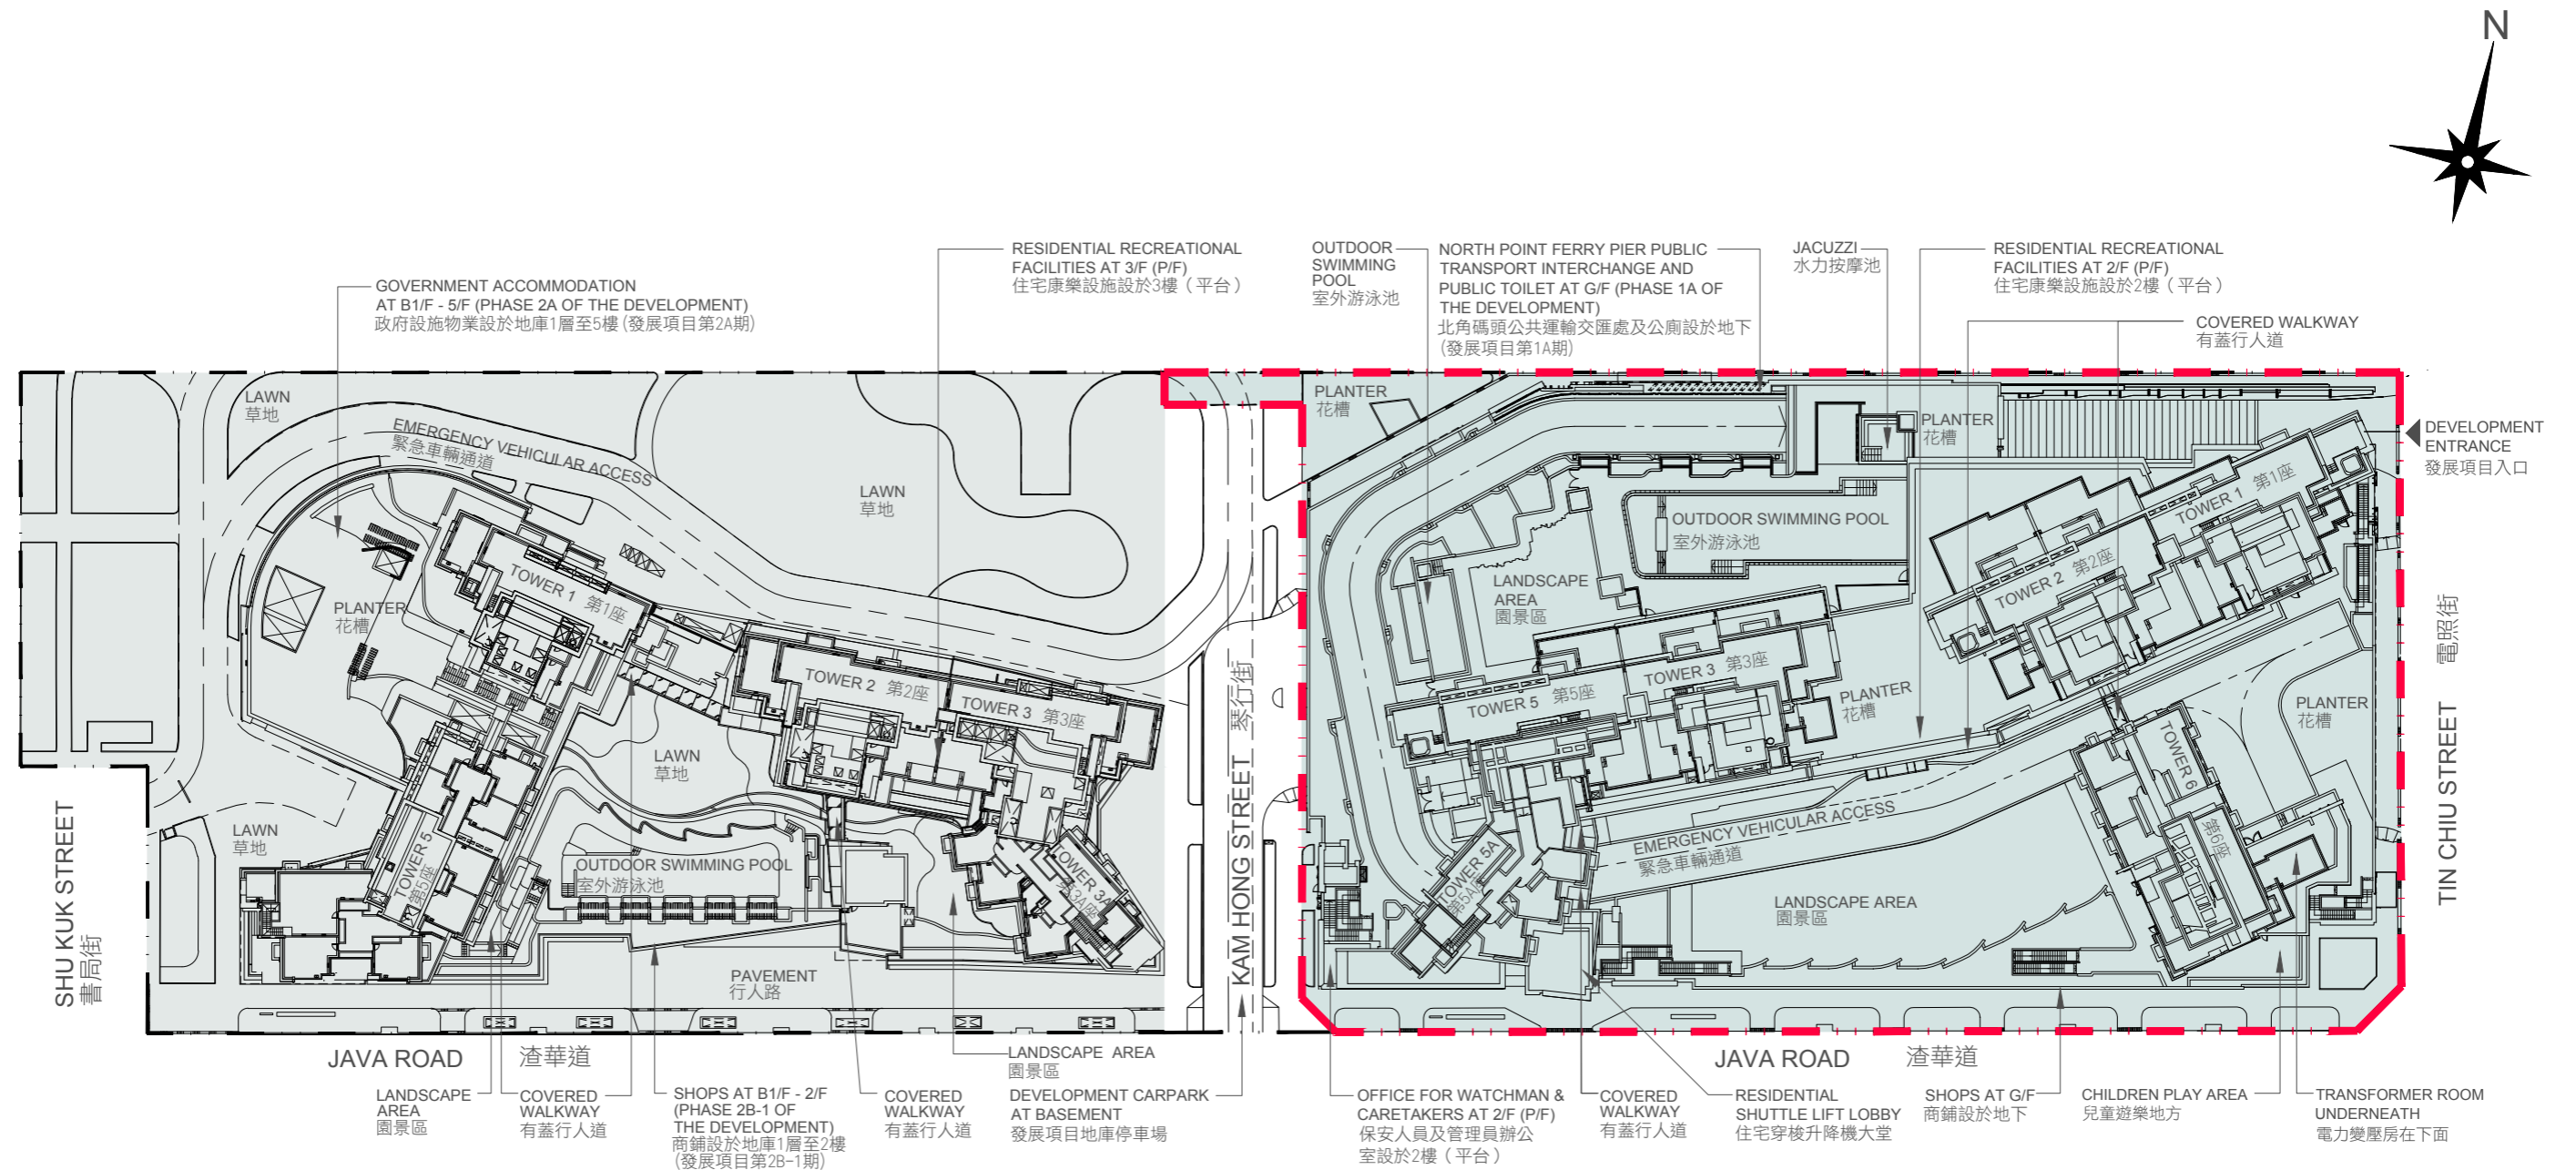 N
GOVERNMENT ACCOMMODATION
AT B1/F - 5/F (PHASE 2A OF THE DEVELOPMENT)
政府設施物業設於地庫1層至5樓 (發展項目第2A期)
RESIDENTIAL RECREATIONAL
FACILITIES AT 3/F (P/F)
住宅康樂設施設於3樓（平台）
OUTDOOR
SWIMMING
POOL
室外游泳池
NORTH POINT FERRY PIER PUBLIC
TRANSPORT INTERCHANGE AND
PUBLIC TOILET AT G/F (PHASE 1A OF
THE DEVELOPMENT)
北角碼頭公共運輸交匯處及公廁設於地下
(發展項目第1A期)
JACUZZI
水力按摩池
RESIDENTIAL RECREATIONAL
FACILITIES AT 2/F (P/F)
住宅康樂設施設於2樓（平台）
COVERED WALKWAY
有蓋行人道
DEVELOPMENT
ENTRANCE
發展項目入口
LAWN
草地
EMERGENCY VEHICULAR ACCESS
緊急車輛通道
LAWN
草地
PLANTER
花槽
TOWER 1 第1座
TOWER 2 第2座
TOWER 3 第3座
LAWN
草地
LAWN
草地
TOWER 5
第5座
OUTDOOR SWIMMING POOL
室外游泳池
TOWER 3A
第3A座
PAVEMENT
行人路
SHU KUK STREET
書局街
KAM HONG STREET 琴行街
PLANTER
花槽
PLANTER
花槽
OUTDOOR SWIMMING POOL
室外游泳池
LANDSCAPE
AREA
園景區
TOWER 1 第1座
TOWER 2 第2座
TOWER 3 第3座
TOWER 5 第5座
PLANTER
花槽
PLANTER
花槽
TOWER 6
第6座
EMERGENCY VEHICULAR ACCESS
緊急車輛通道
TOWER 5A
第5A座
LANDSCAPE AREA
園景區
TIN CHIU STREET 電照街
JAVA ROAD 渣華道
JAVA ROAD 渣華道
LANDSCAPE
AREA
園景區
COVERED
WALKWAY
有蓋行人道
SHOPS AT B1/F - 2/F
(PHASE 2B-1 OF
THE DEVELOPMENT)
商鋪設於地庫1層至2樓
(發展項目第2B-1期)
COVERED
WALKWAY
有蓋行人道
LANDSCAPE AREA
園景區
DEVELOPMENT CARPARK
AT BASEMENT
發展項目地庫停車場
OFFICE FOR WATCHMAN &
CARETAKERS AT 2/F (P/F)
保安人員及管理員辦公
室設於2樓（平台）
COVERED
WALKWAY
有蓋行人道
RESIDENTIAL
SHUTTLE LIFT LOBBY
住宅穿梭升降機大堂
SHOPS AT G/F
商鋪設於地下
CHILDREN PLAY AREA
兒童遊樂地方
TRANSFORMER ROOM
UNDERNEATH
電力變壓房在下面